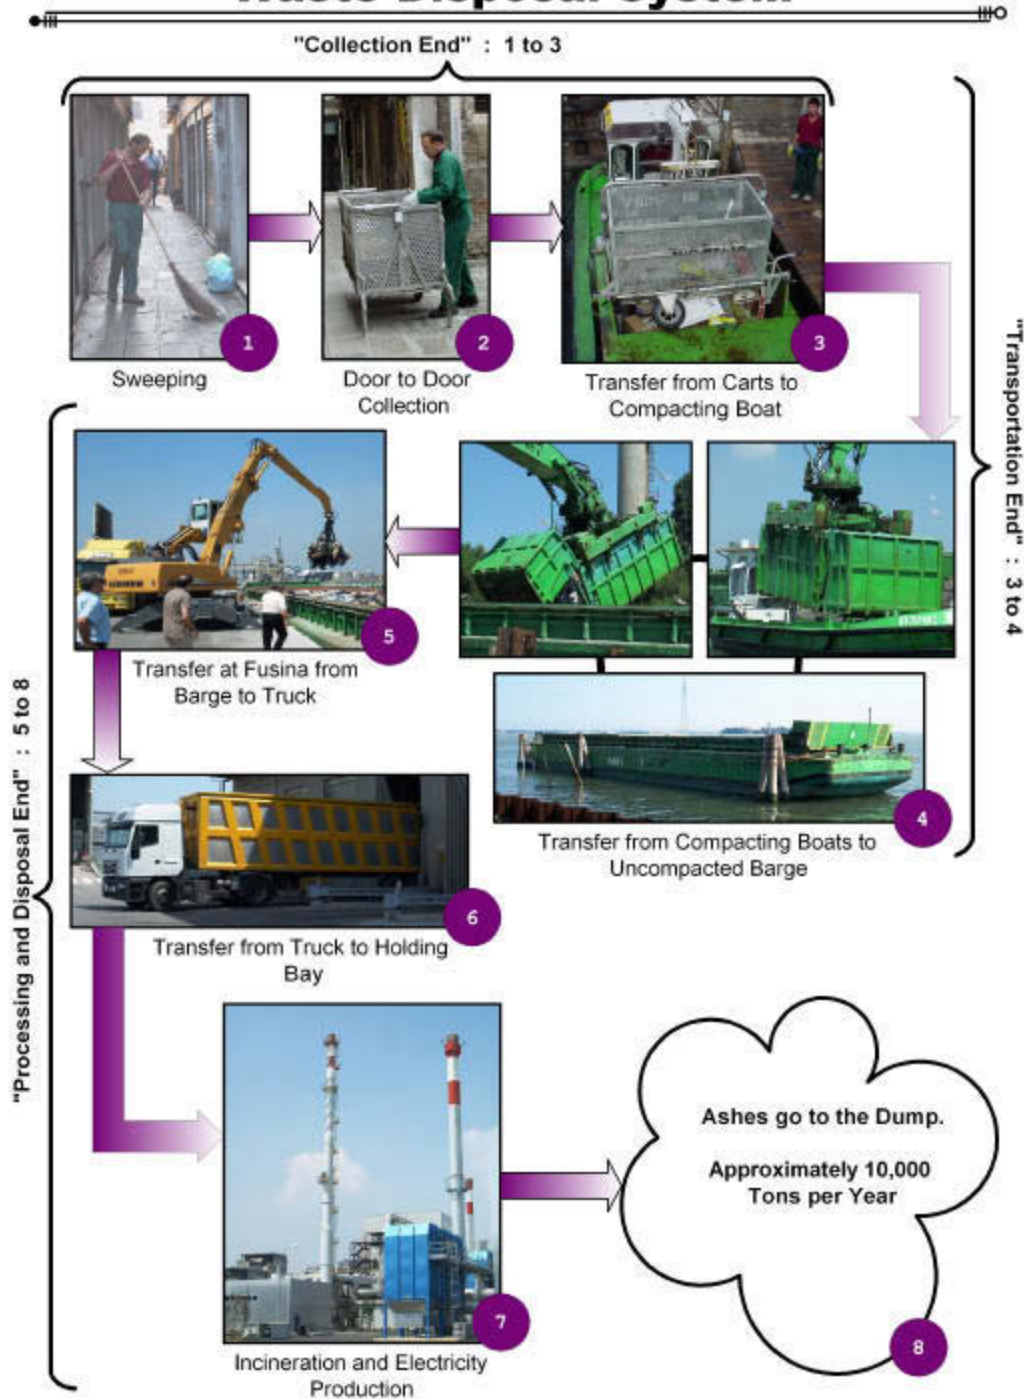 Waste Disposal System
"Collection End" : 1 to 3
1
Sweeping
2
Door to Door
Collection
3
Transfer from Carts to
Compacting Boat
"Transportation End" : 3 to 4
4
Transfer from Compacting Boats to
Uncompacted Barge
"Processing and Disposal End" : 5 to 8
5
Transfer at Fusina from
Barge to Truck
6
Transfer from Truck to Holding
Bay
7
Incineration and Electricity
Production
Ashes go to the Dump.
Approximately 10,000
Tons per Year
8